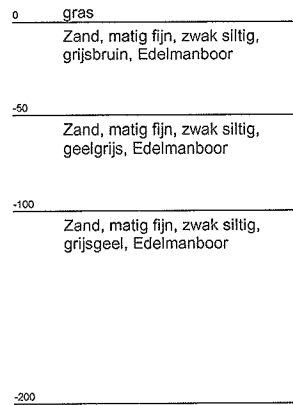 0 gras
Zand, matig fijn, zwak siltig,
grijsbruin, Edelmanboor
-50
Zand, matig fijn, zwak siltig,
geelgrijs, Edelmanboor
-100
Zand, matig fijn, zwak siltig,
grijsgeel, Edelmanboor
-200